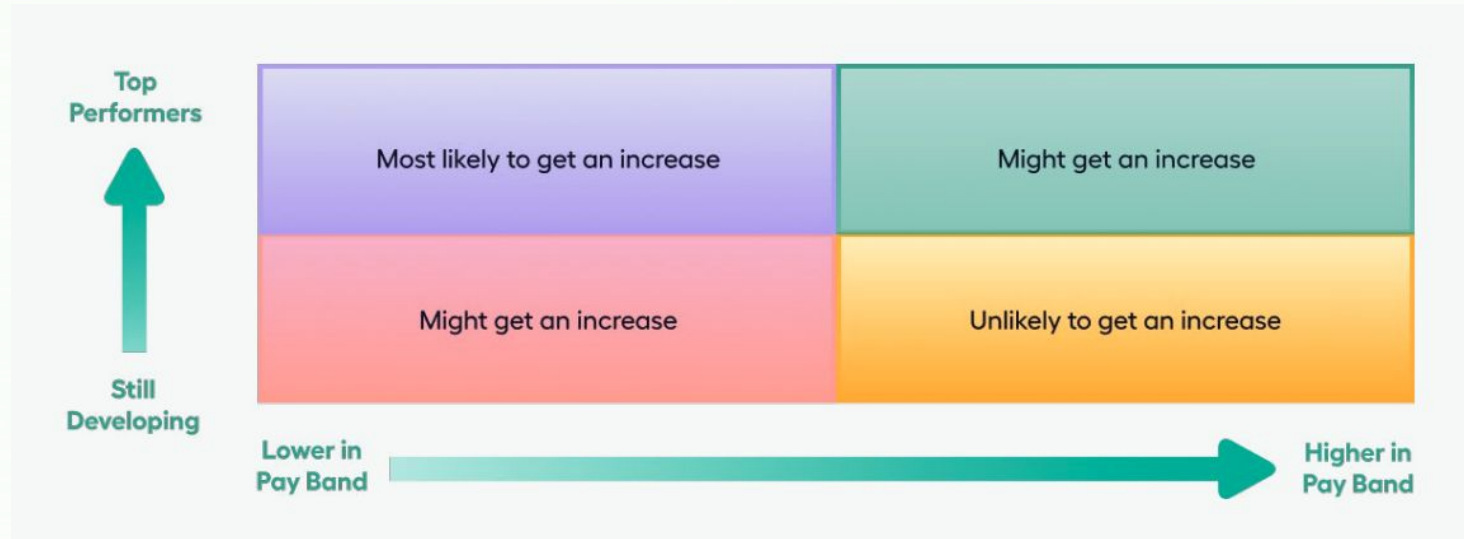 Top
Performers
Most likely to get an increase
Might get an increase
Might get an increase
Unlikely to get an increase
Still
Developing
Lower in
Pay Band
Higher in
Pay Band